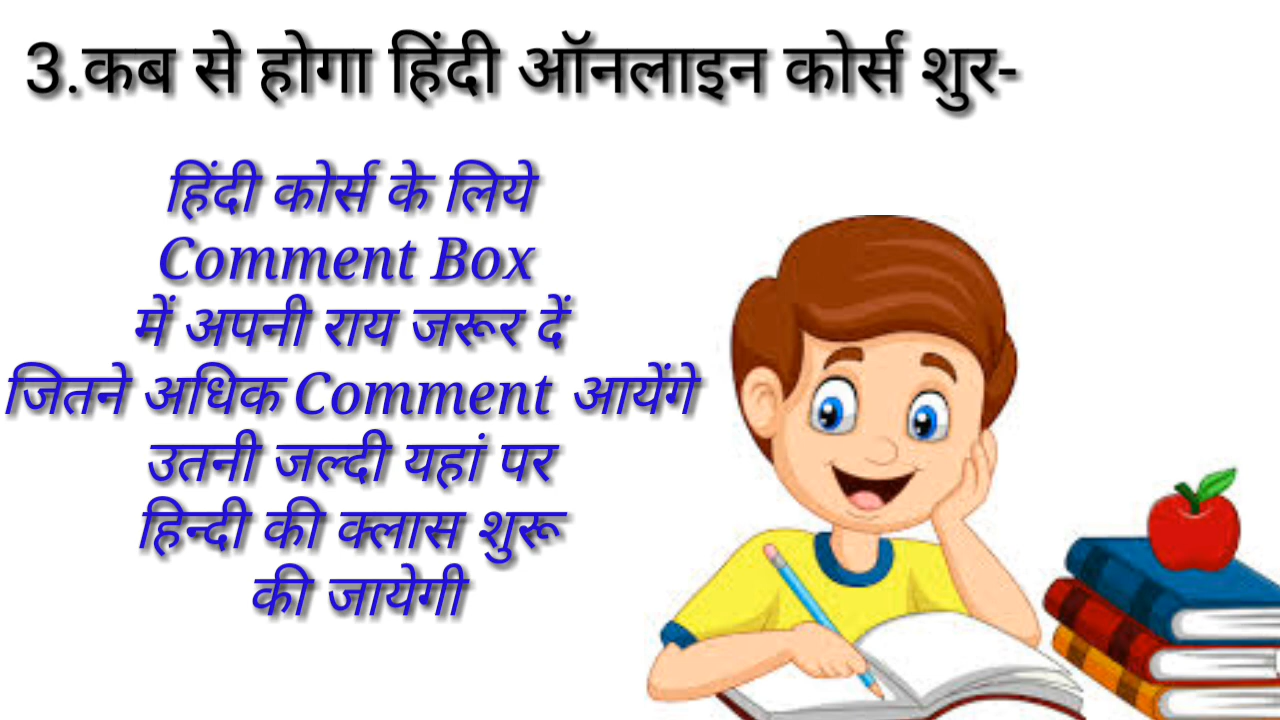 3.कब से होगा हिंदी ऑनलाइन कोर्स शुर-
हिंदी कोर्स के लिये
Comment Box
में अपनी राय जरूर दें
जितने अधिक Comment आयेंगे
उतनी जल्दी यहां पर
हिन्दी की क्लास शुरू
की जायेगी